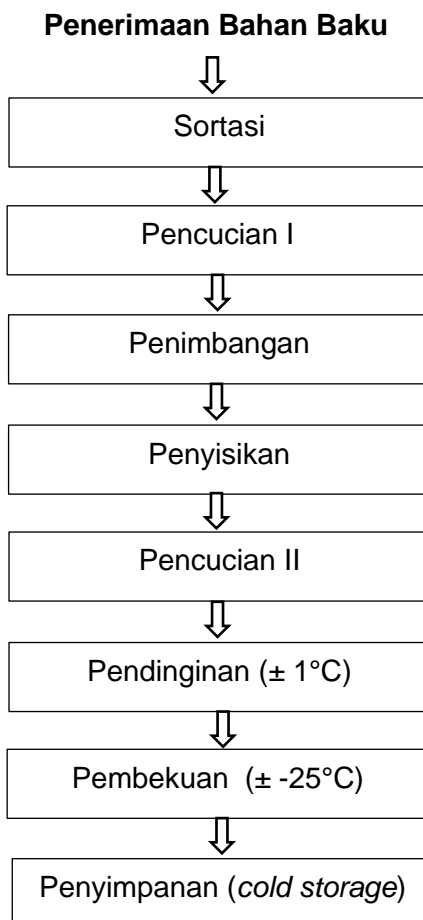 Penerimaan Bahan Baku
Sortasi
Pencucian I
Penimbangan
Penyisikan
Pencucian II
Pendinginan (± 1°C)
Pembekuan (± -25°C)
Penyimpanan (cold storage)